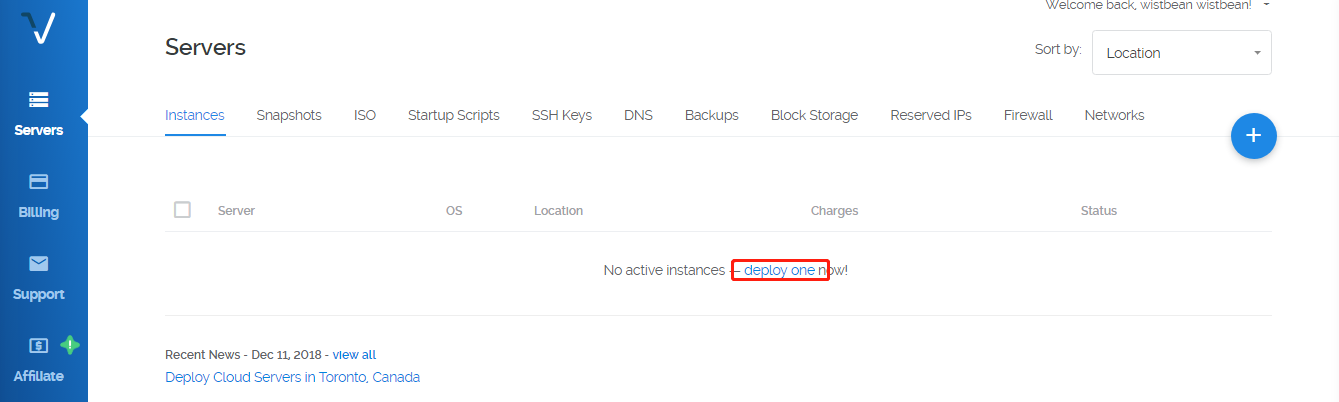 Welcome back, wistbean wistbean!
Servers
Sort by:
Location
Instances Snapshots ISO Startup Scripts SSH Keys DNS Backups Block Storage Reserved IPs Firewall Networks
+
Servers
Billing
Support
Affiliate
Server OS Location Charges Status
No active instances – deploy one now!
Recent News - Dec 11, 2018 - view all
Deploy Cloud Servers in Toronto, Canada